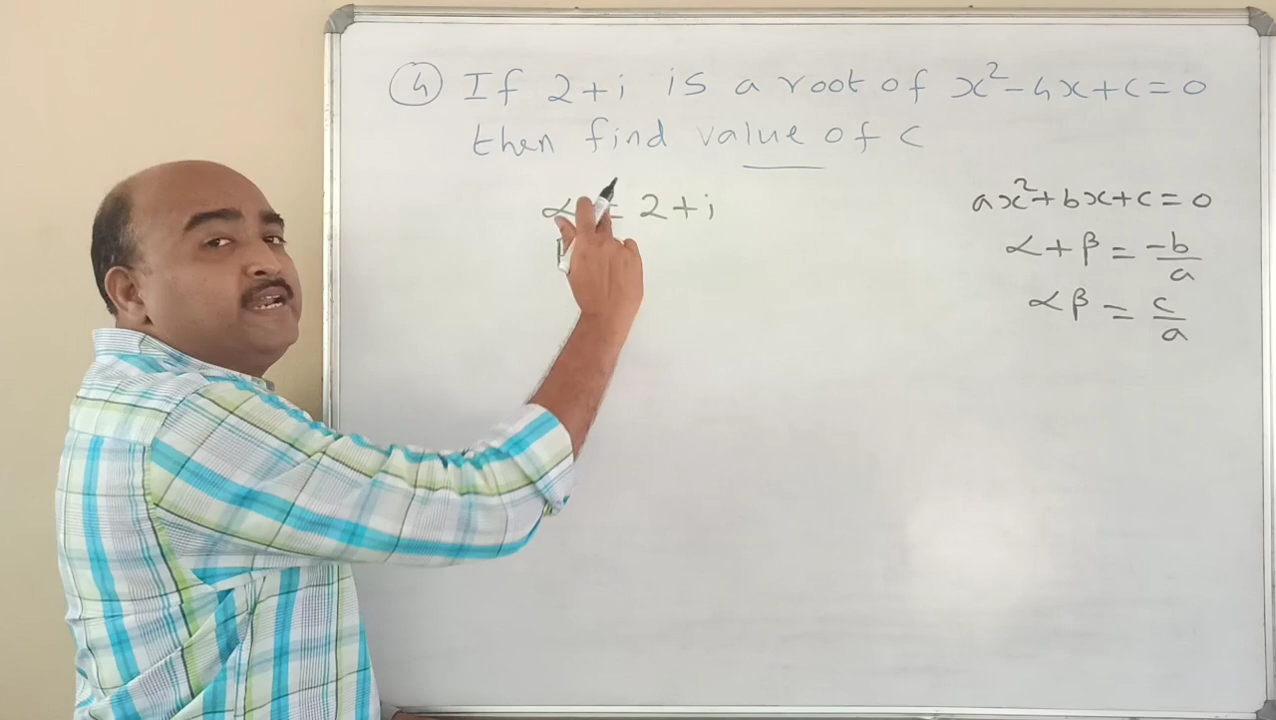 ④ If 2+i is a root of x²-4x+c=0
then find value of c
α = 2+i
ax²+bx+c=0
α+β = -b/a
αβ = c/a